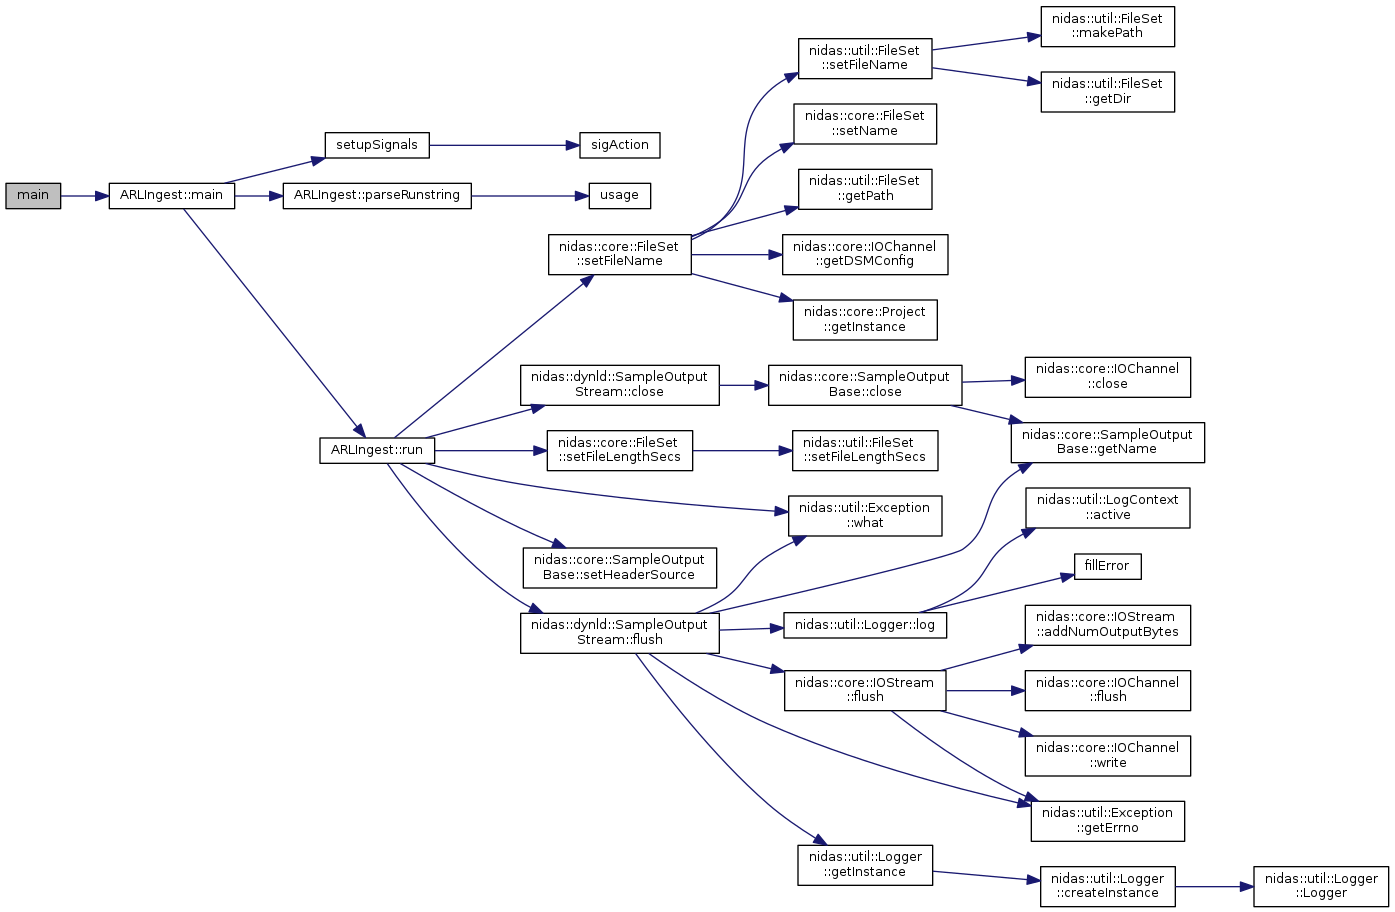 main
ARLIngest::main
setupSignals
sigAction
ARLIngest::parseRunstring
usage
ARLIngest::run
nidas::core::FileSet
::setFileName
nidas::util::FileSet
::setFileName
nidas::util::FileSet
::makePath
nidas::util::FileSet
::getDir
nidas::core::FileSet
::setName
nidas::util::FileSet
::getPath
nidas::core::IOChannel
::getDSMConfig
nidas::core::Project
::getInstance
nidas::dynld::SampleOutput
Stream::close
nidas::core::SampleOutput
Base::close
nidas::core::IOChannel
::close
nidas::core::SampleOutput
Base::getName
nidas::core::FileSet
::setFileLengthSecs
nidas::util::FileSet
::setFileLengthSecs
nidas::util::Exception
::what
nidas::core::SampleOutput
Base::setHeaderSource
nidas::dynld::SampleOutput
Stream::flush
nidas::util::Logger::log
nidas::util::LogContext
::active
fillError
nidas::core::IOStream
::flush
nidas::core::IOStream
::addNumOutputBytes
nidas::core::IOChannel
::flush
nidas::core::IOChannel
::write
nidas::util::Exception
::getErrno
nidas::util::Logger
::getInstance
nidas::util::Logger
::createInstance
nidas::util::Logger
::Logger